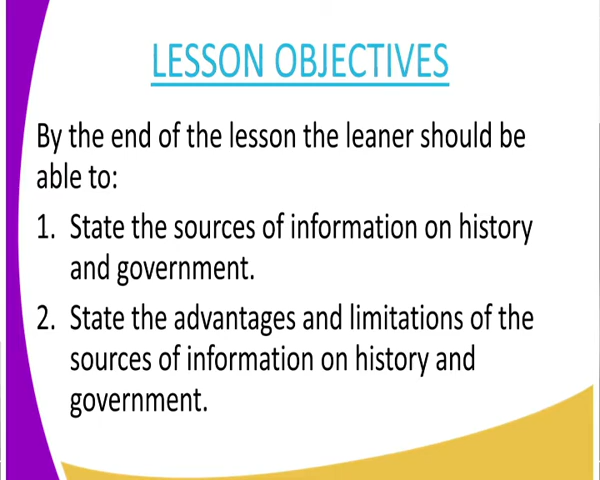 LESSON OBJECTIVES
By the end of the lesson the leaner should be
able to:
1. State the sources of information on history
and government.
2. State the advantages and limitations of the
sources of information on history and
government.